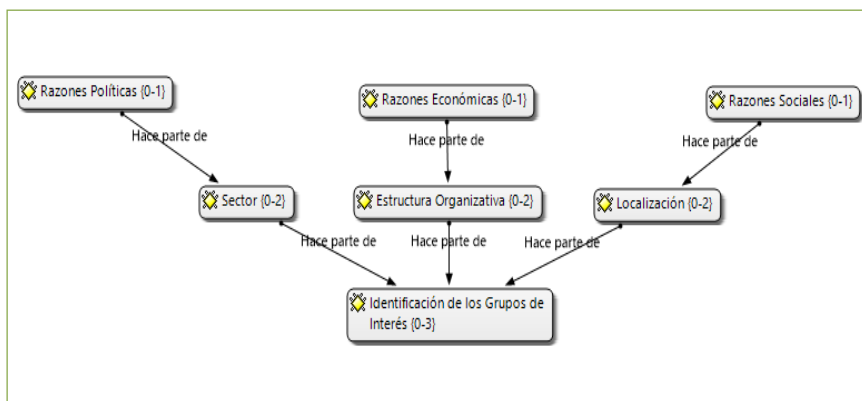 Razones Políticas {0-1}
Razones Económicas {0-1}
Razones Sociales {0-1}
Hace parte de
Hace parte de
Hace parte de
Sector {0-2}
Estructura Organizativa {0-2}
Localización {0-2}
Hace parte de
Hace parte de
Hace parte de
Identificación de los Grupos de
Interés {0-3}